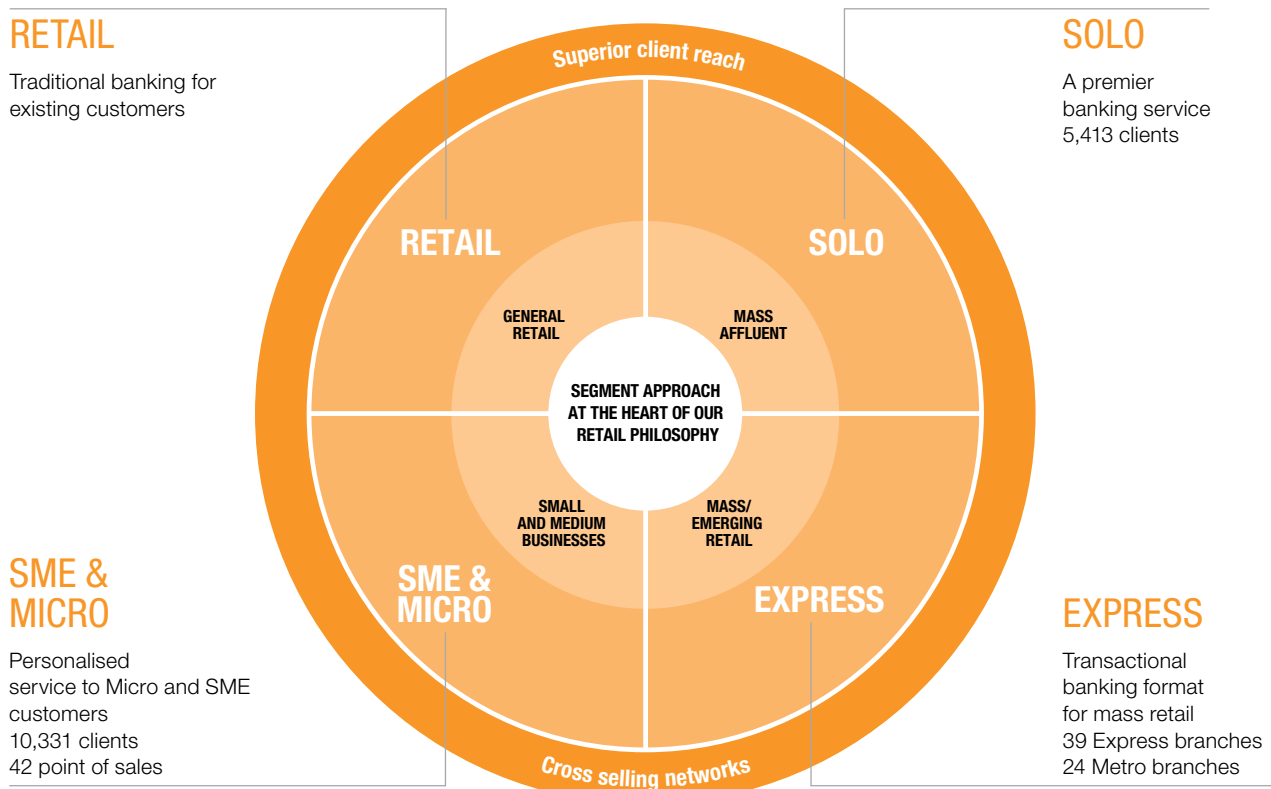 RETAIL
Traditional banking for
existing customers
SOLO
A premier
banking service
5,413 clients
Superior client reach
RETAIL
SOLO
GENERAL
RETAIL
MASS
AFFLUENT
SEGMENT APPROACH
AT THE HEART OF OUR
RETAIL PHILOSOPHY
SMALL
AND MEDIUM
BUSINESSES
MASS/
EMERGING
RETAIL
SME &
MICRO
EXPRESS
Cross selling networks
SME &
MICRO
Personalised
service to Micro and SME
customers
10,331 clients
42 point of sales
EXPRESS
Transactional
banking format
for mass retail
39 Express branches
24 Metro branches